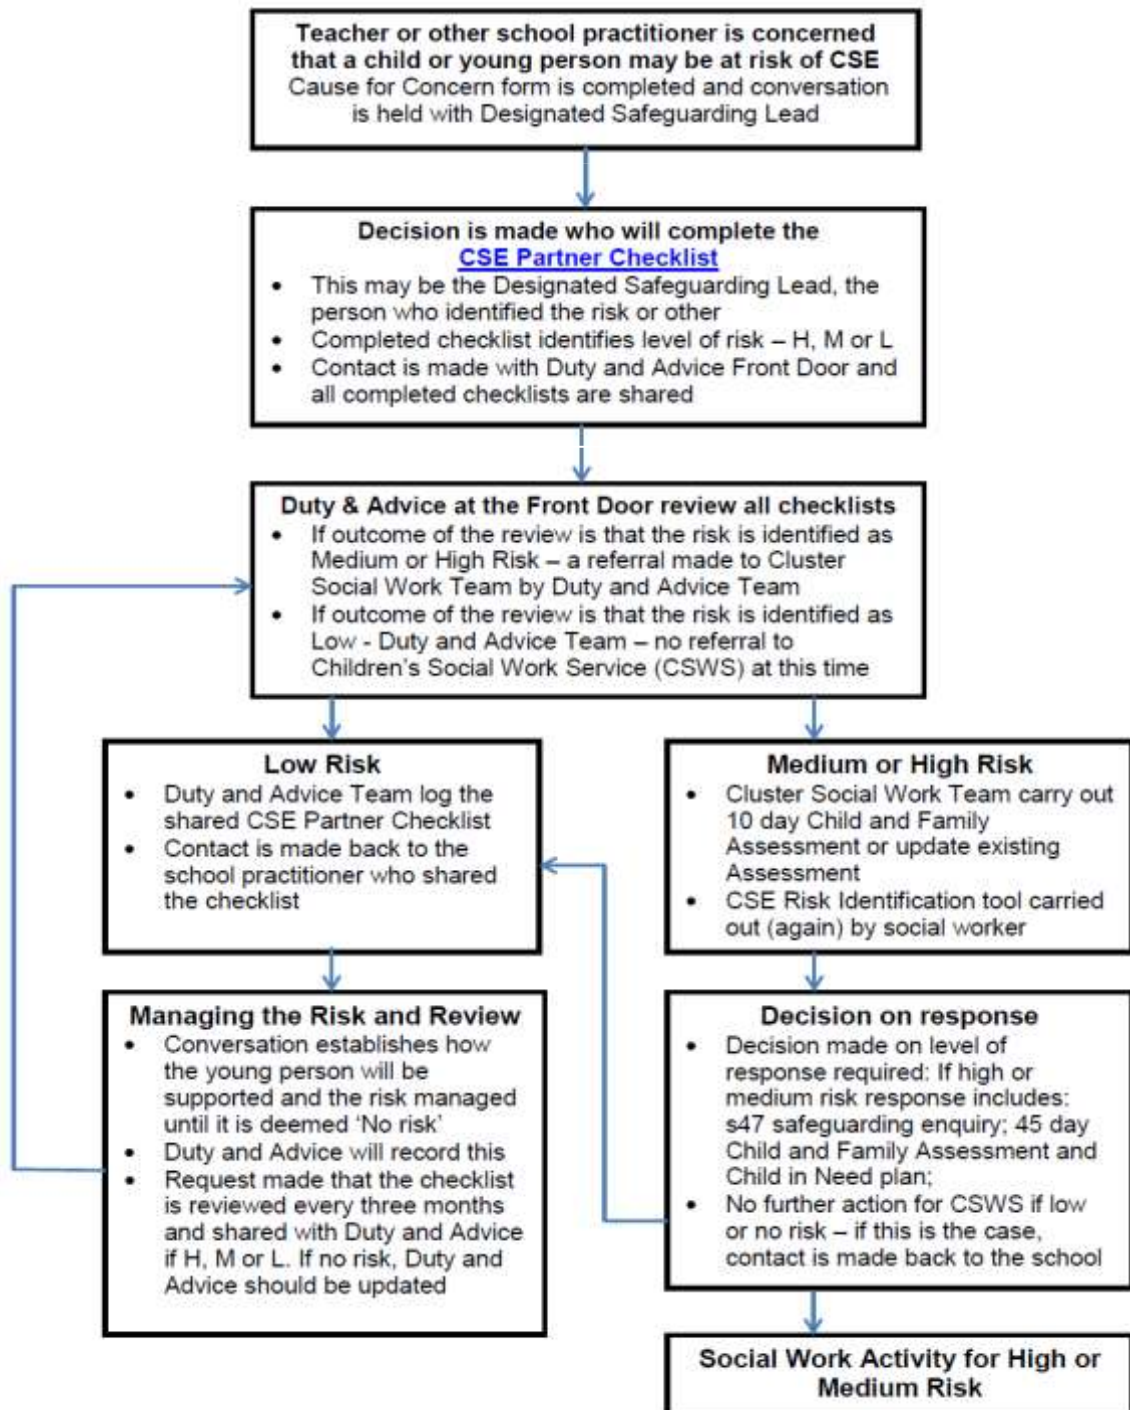 Teacher or other school practitioner is concerned
that a child or young person may be at risk of CSE
Cause for Concern form is completed and conversation
is held with Designated Safeguarding Lead
Decision is made who will complete the
CSE Partner Checklist
• This may be the Designated Safeguarding Lead, the
person who identified the risk or other
• Completed checklist identifies level of risk – H, M or L
• Contact is made with Duty and Advice Front Door and
all completed checklists are shared
Duty & Advice at the Front Door review all checklists
• If outcome of the review is that the risk is identified as
Medium or High Risk – a referral made to Cluster
Social Work Team by Duty and Advice Team
• If outcome of the review is that the risk is identified as
Low - Duty and Advice Team – no referral to
Children's Social Work Service (CSWS) at this time
Low Risk
• Duty and Advice Team log the
shared CSE Partner Checklist
• Contact is made back to the
school practitioner who shared
the checklist
Medium or High Risk
• Cluster Social Work Team carry out
10 day Child and Family
Assessment or update existing
Assessment
• CSE Risk Identification tool carried
out (again) by social worker
Managing the Risk and Review
• Conversation establishes how
the young person will be
supported and the risk managed
until it is deemed 'No risk'
• Duty and Advice will record this
• Request made that the checklist
is reviewed every three months
and shared with Duty and Advice
if H, M or L. If no risk, Duty and
Advice should be updated
Decision on response
• Decision made on level of
response required: If high or
medium risk response includes:
s47 safeguarding enquiry; 45 day
Child and Family Assessment and
Child in Need plan;
• No further action for CSWS if low
or no risk – if this is the case,
contact is made back to the school
Social Work Activity for High or
Medium Risk